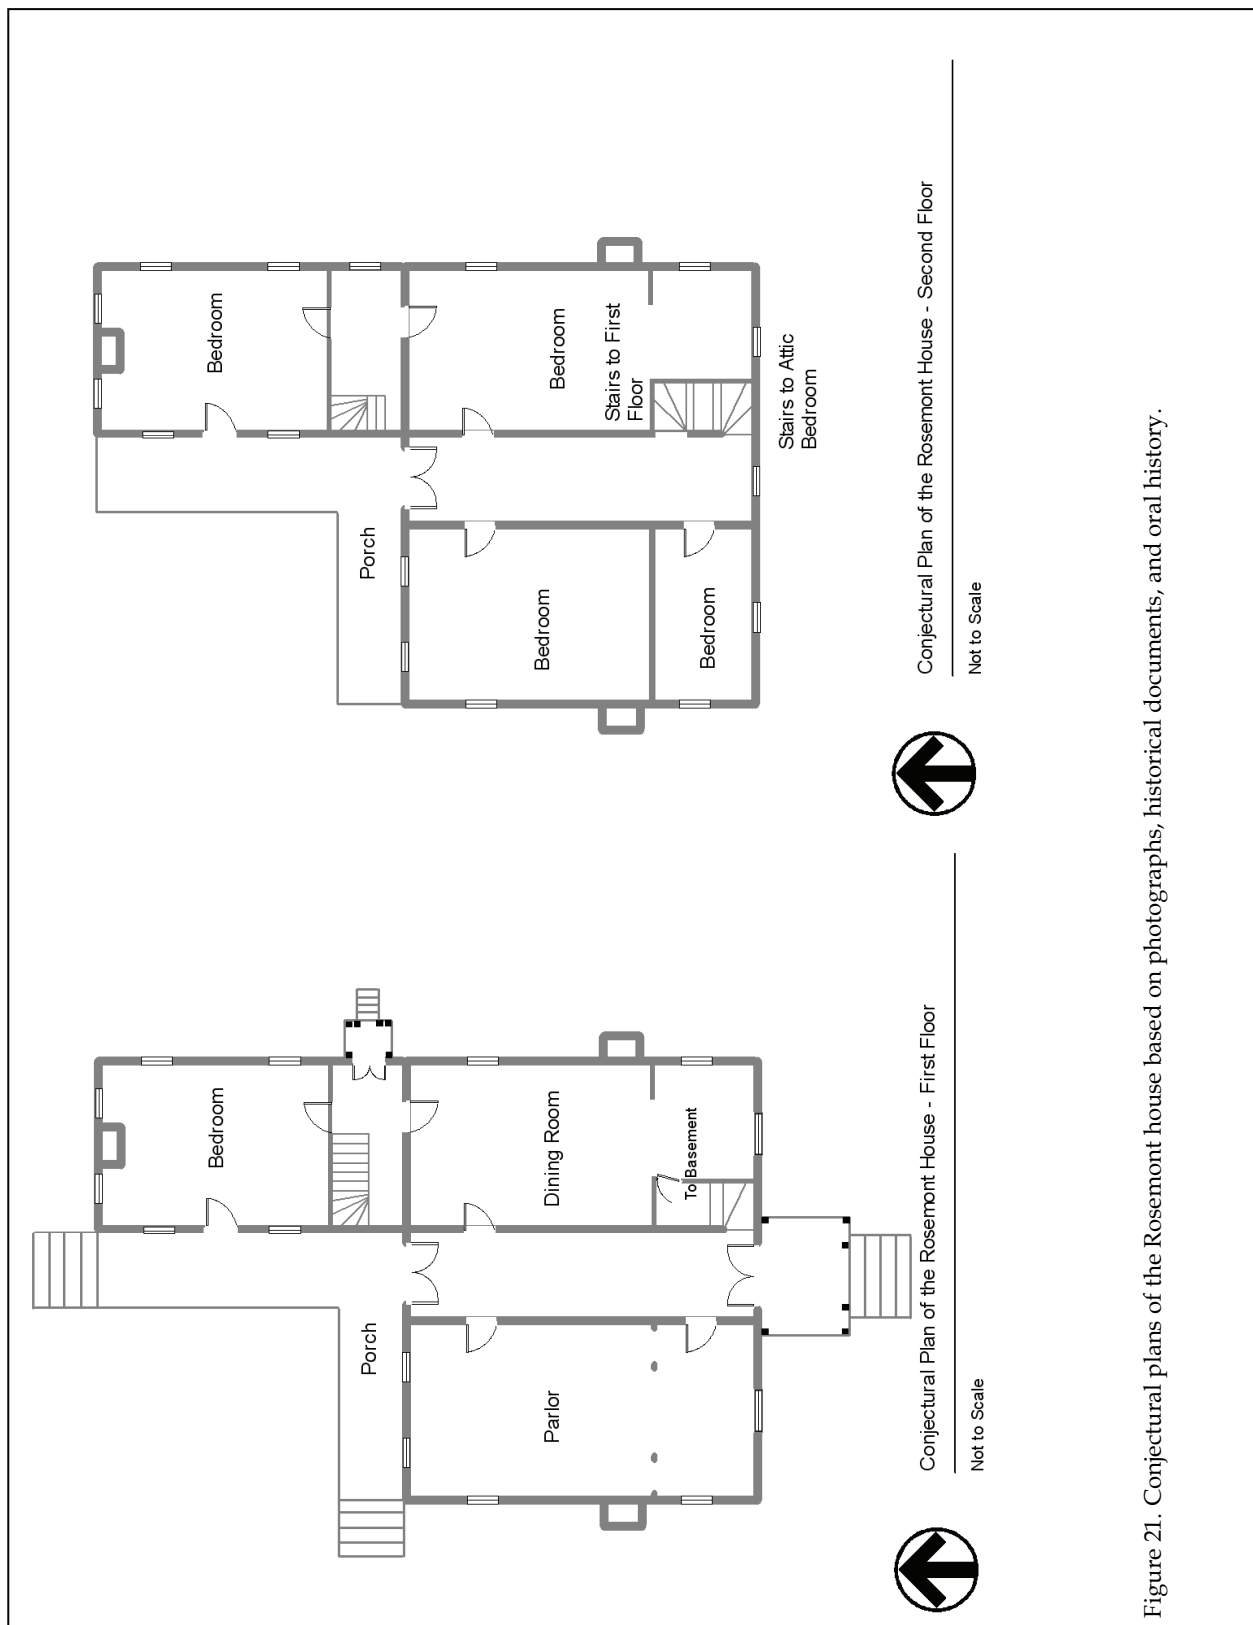 Bedroom
Porch
Dining Room
Parlor
To Basement
Conjectural Plan of the Rosemont House - First Floor
Not to Scale
Bedroom
Porch
Bedroom
Bedroom
Stairs to First
Floor
Bedroom
Stairs to Attic
Bedroom
Conjectural Plan of the Rosemont House - Second Floor
Not to Scale
Figure 21. Conjectural plans of the Rosemont house based on photographs, historical documents, and oral history.